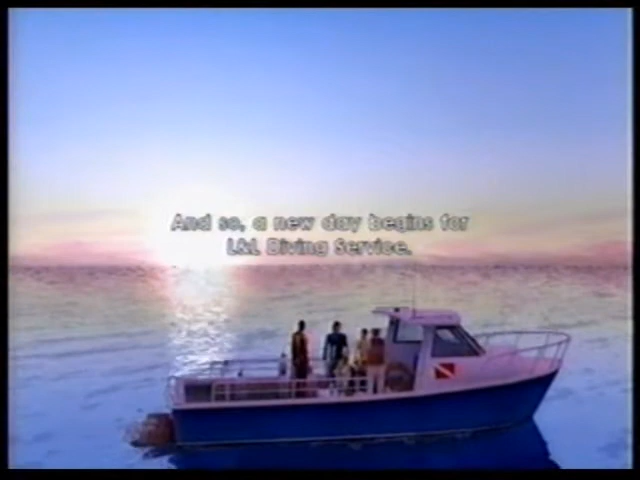 And so, a new day begins for
L&L Diving Service.